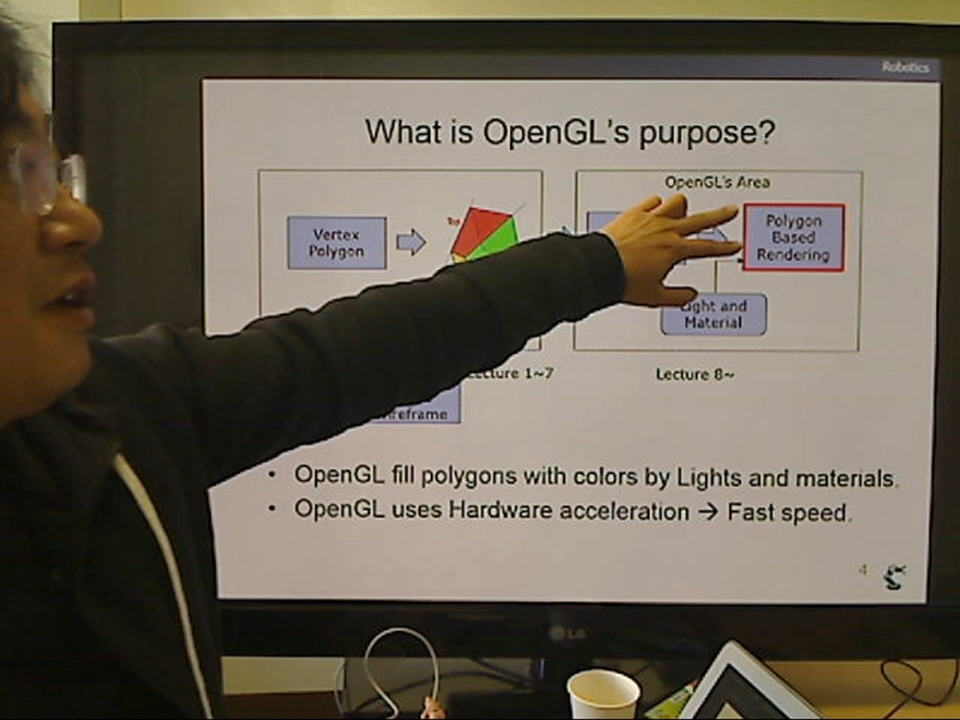 Robotics
What is OpenGL's purpose?
OpenGL's Area
Vertex
Polygon
Top
Polygon
Based
Rendering
Light and
Material
Lecture 1~7
Lecture 8~
• OpenGL fill polygons with colors by Lights and materials.
• OpenGL uses Hardware acceleration → Fast speed.
4
LG